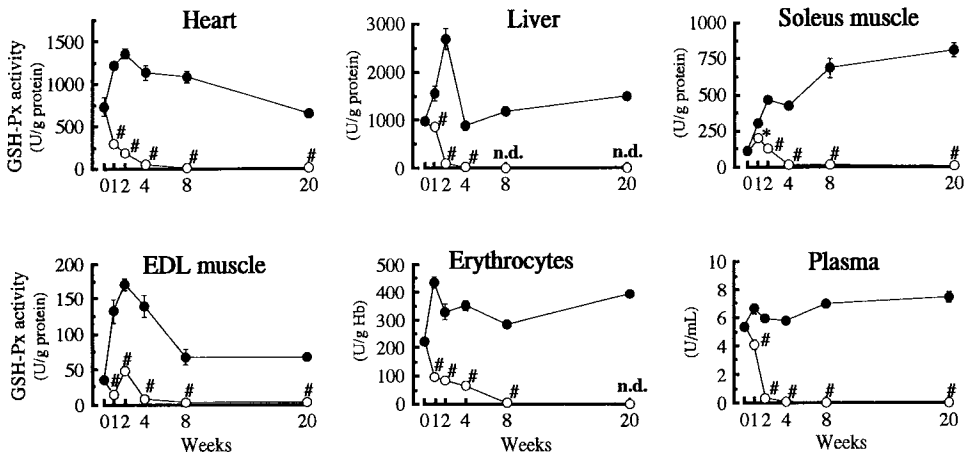 Heart
GSH-Px activity
(U/g protein)
1500
1000
500
0
#
#
#
#
#
0 1 2 4 8 20
Liver
3000
2000
1000
0
#
#
#
n.d.
n.d.
0 1 2 4 8 20
Soleus muscle
1000
750
500
250
0
*
#
#
#
#
0 1 2 4 8 20
EDL muscle
GSH-Px activity
(U/g protein)
200
150
100
50
0
#
#
#
#
#
0 1 2 4 8 20
Weeks
Erythrocytes
(U/g Hb)
500
400
300
200
100
0
#
#
#
#
n.d.
0 1 2 4 8 20
Weeks
Plasma
(U/mL)
10
8
6
4
2
0
#
#
#
#
#
0 1 2 4 8 20
Weeks